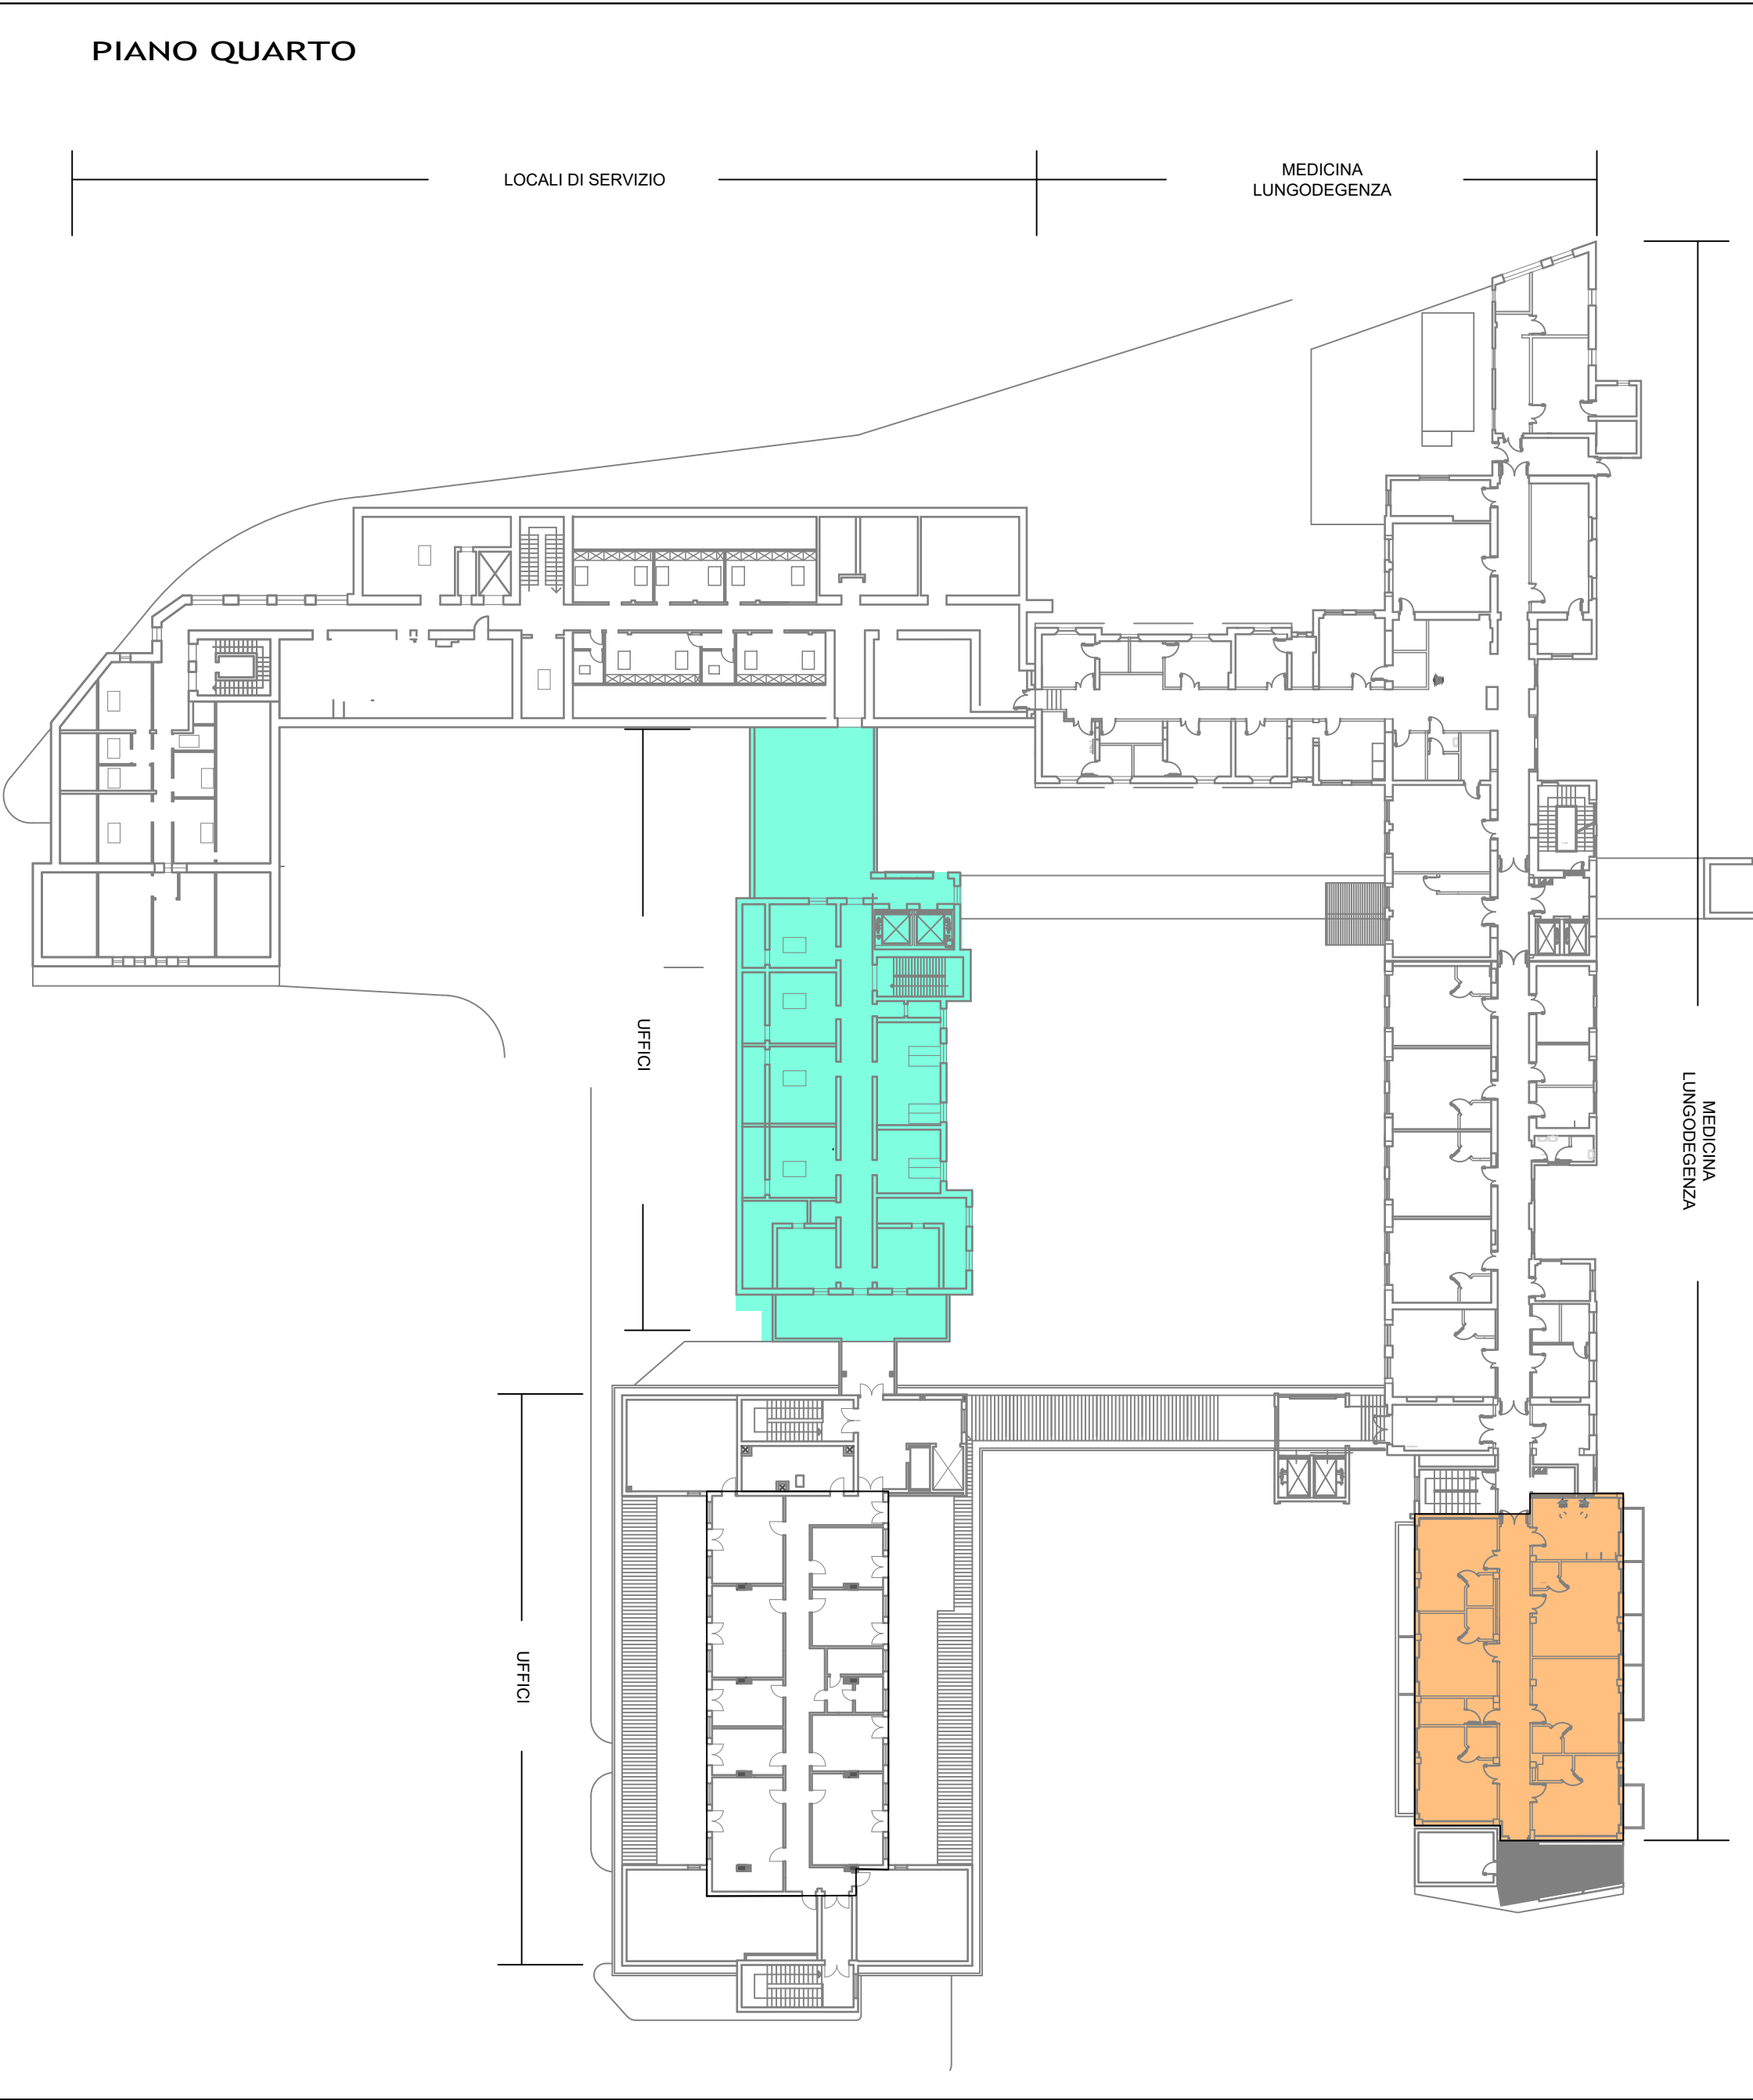 PIANO QUARTO
LOCALI DI SERVIZIO
MEDICINA
LUNGODEGENZA
UFFICI
MEDICINA
LUNGODEGENZA
UFFICI